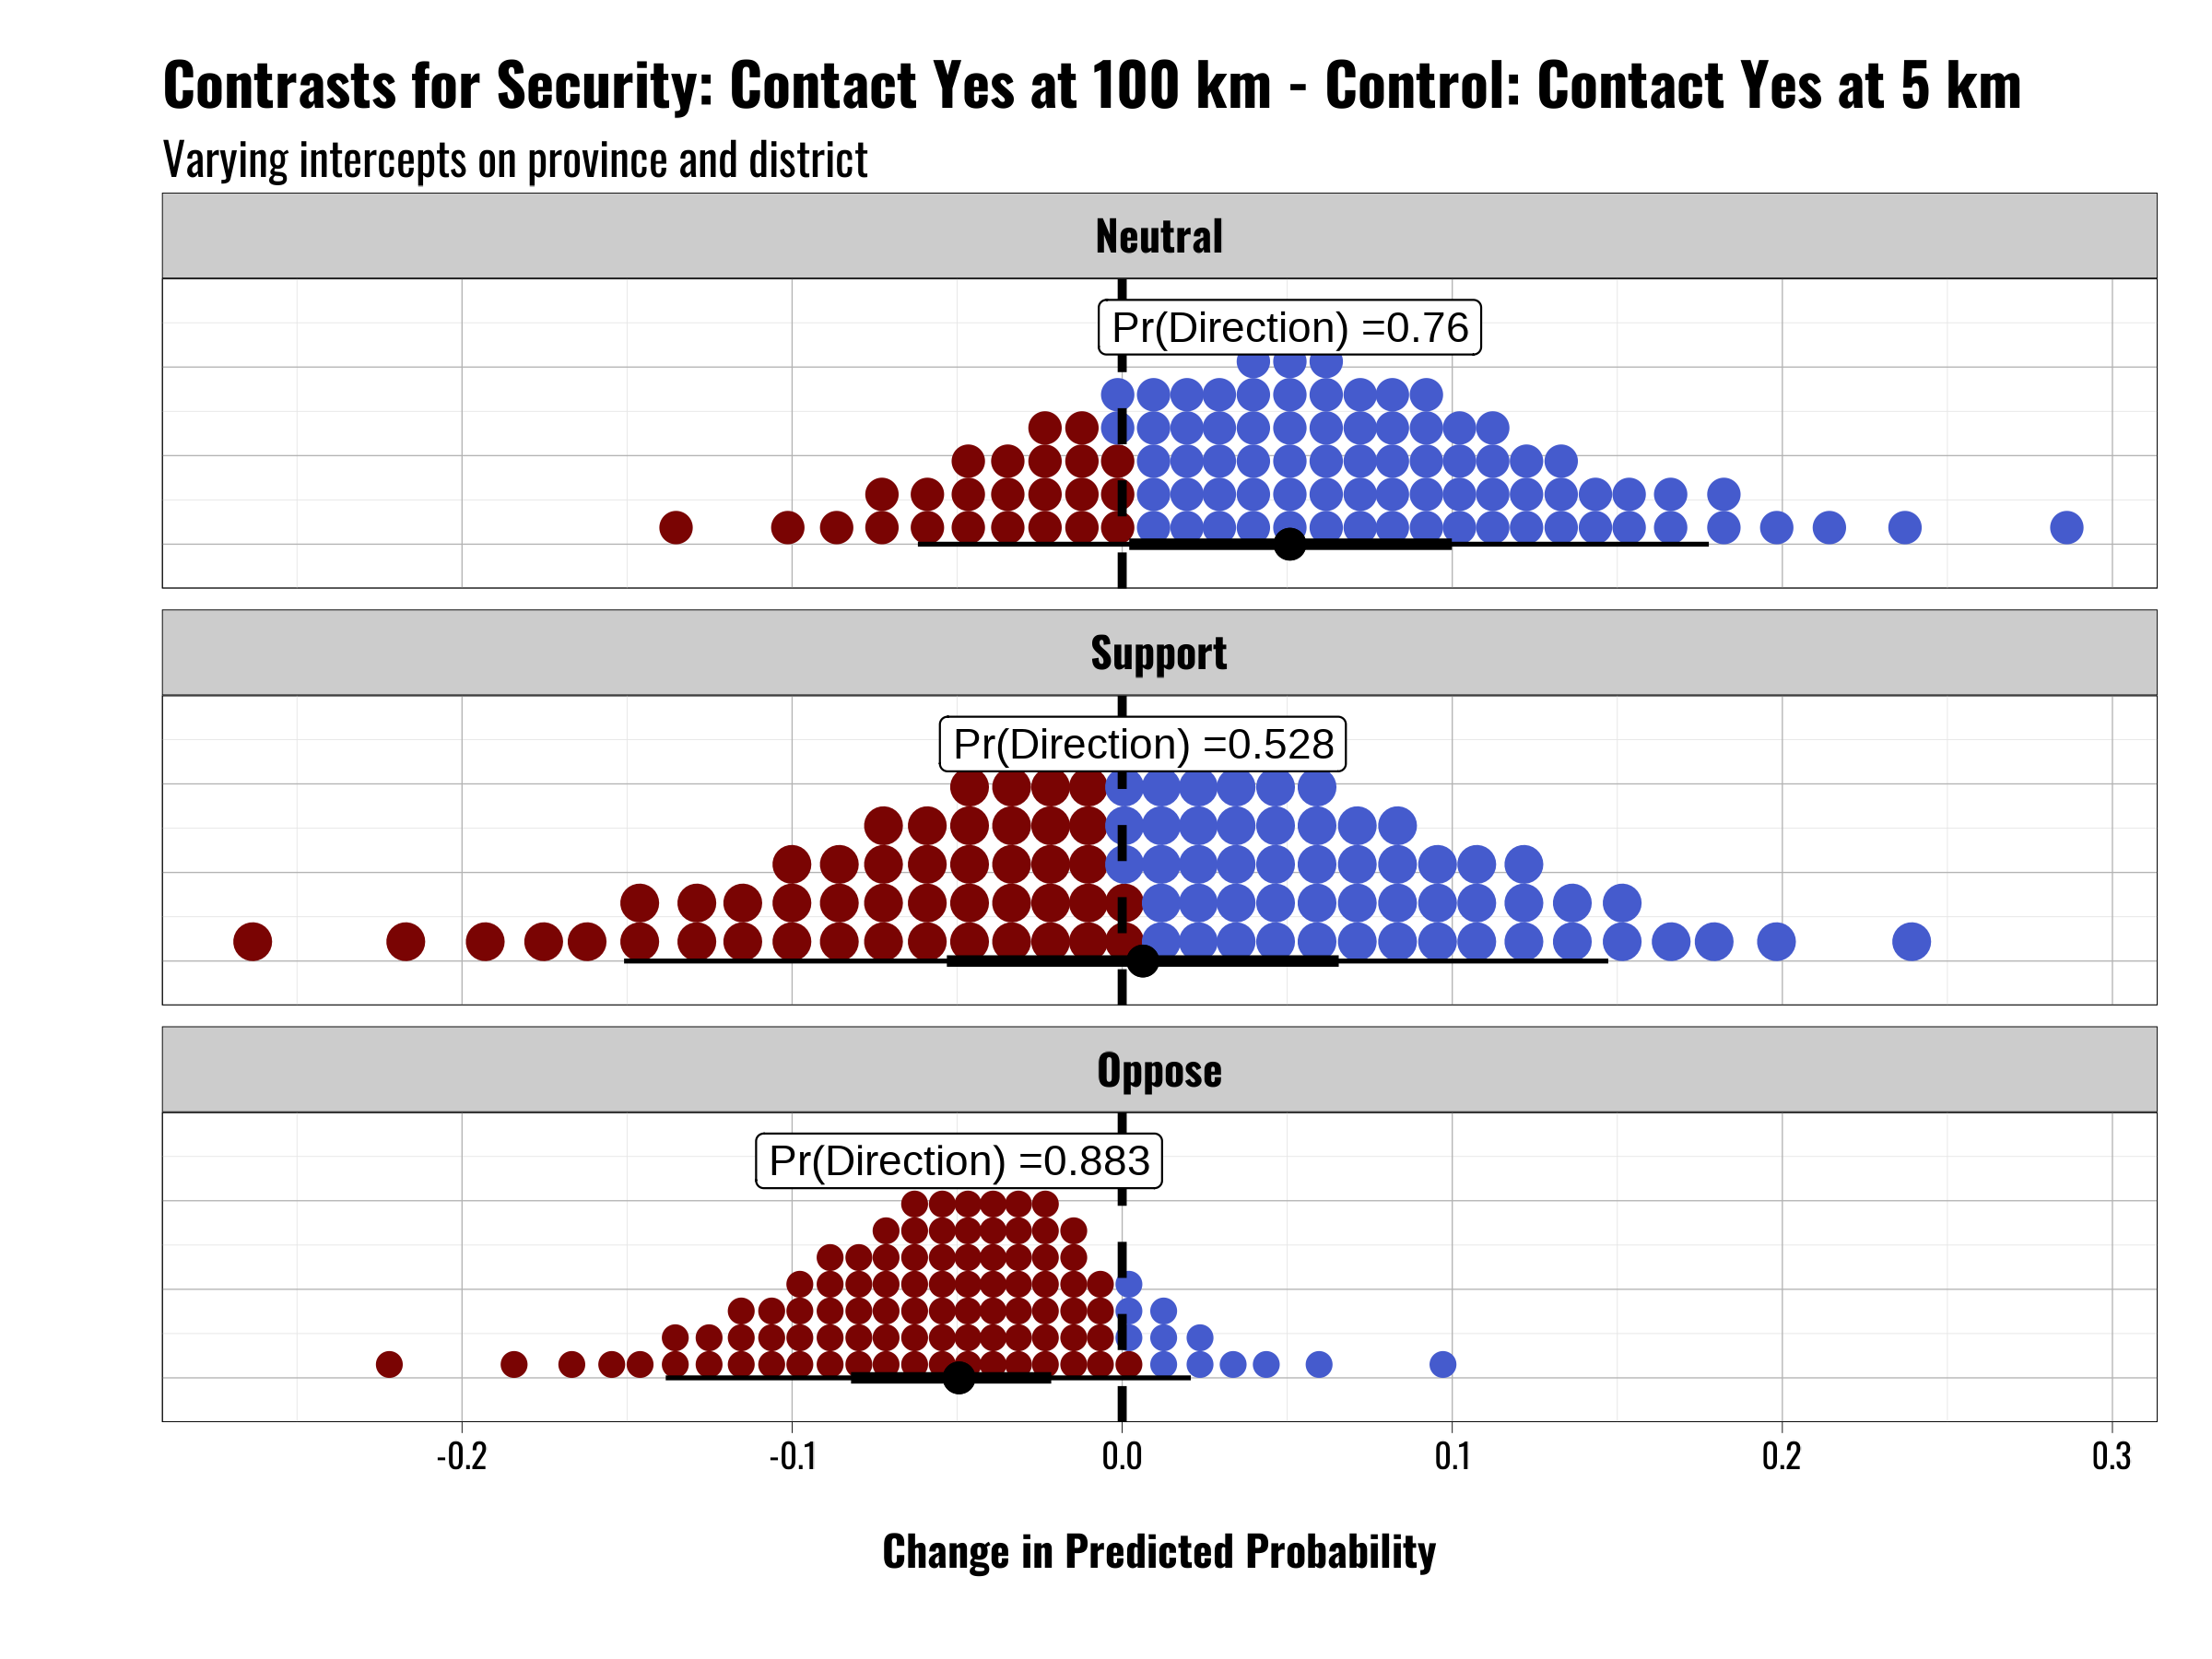 Contrasts for Security: Contact Yes at 100 km - Control: Contact Yes at 5 km
Varying intercepts on province and district
Neutral
Pr(Direction) =0.76
Support
Pr(Direction) =0.528
Oppose
Pr(Direction) =0.883
-0.2 -0.1 0.0 0.1 0.2 0.3
Change in Predicted Probability